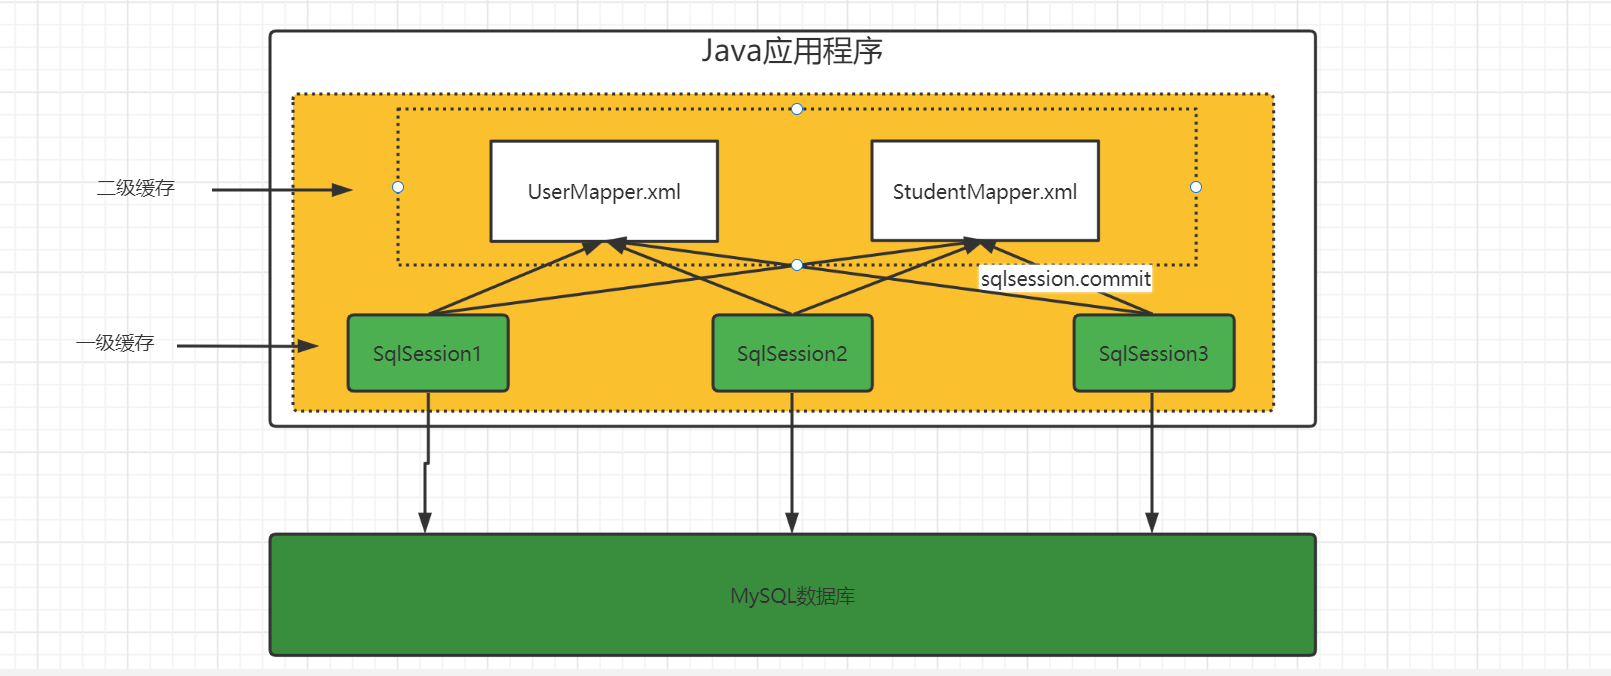 Java应用程序
二级缓存
UserMapper.xml
StudentMapper.xml
sqlsession.commit
一级缓存
SqlSession1
SqlSession2
SqlSession3
MySQL数据库